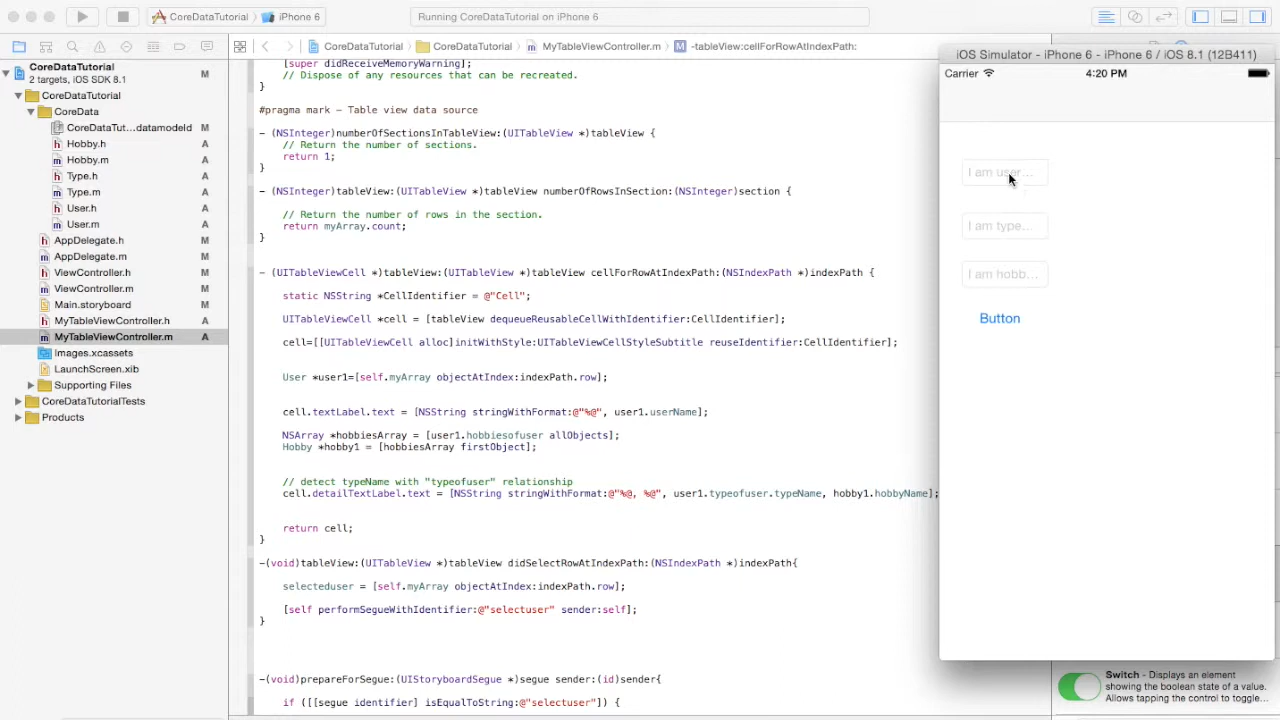 CoreDataTutorial
iPhone 6
Running CoreDataTutorial on iPhone 6
CoreDataTutorial
CoreDataTutorial
MyTableViewController.m
M
-tableView:cellForRowAtIndexPath:
CoreDataTutorial
M
2 targets, iOS SDK 8.1
CoreDataTutorial
CoreData
CoreDataTut...datamodeld
M
Hobby.h
A
Hobby.m
A
Type.h
A
Type.m
A
User.h
A
User.m
A
AppDelegate.h
M
AppDelegate.m
M
ViewController.h
M
ViewController.m
M
Main.storyboard
M
MyTableViewController.h
A
MyTableViewController.m
A
Images.xcassets
LaunchScreen.xib
Supporting Files
CoreDataTutorialTests
Products
[super didReceiveMemoryWarning];
// Dispose of any resources that can be recreated.
}
#pragma mark - Table view data source
- (NSInteger)numberOfSectionsInTableView:(UITableView *)tableView {
// Return the number of sections.
return 1;
}
- (NSInteger)tableView:(UITableView *)tableView numberOfRowsInSection:(NSInteger)section {
// Return the number of rows in the section.
return myArray.count;
}
- (UITableViewCell *)tableView:(UITableView *)tableView cellForRowAtIndexPath:(NSIndexPath *)indexPath {
static NSString *CellIdentifier = @"Cell";
UITableViewCell *cell = [tableView dequeueReusableCellWithIdentifier:CellIdentifier];
cell=[[UITableViewCell alloc]initWithStyle:UITableViewCellStyleSubtitle reuseIdentifier:CellIdentifier];
User *user1=[self.myArray objectAtIndex:indexPath.row];
cell.textLabel.text = [NSString stringWithFormat:@"%@", user1.userName];
NSArray *hobbiesArray = [user1.hobbiesofuser allObjects];
Hobby *hobby1 = [hobbiesArray firstObject];
// detect typeName with "typeofuser" relationship
cell.detailTextLabel.text = [NSString stringWithFormat:@"%@, %@", user1.typeofuser.typeName, hobby1.hobbyName];
return cell;
}
-(void)tableView:(UITableView *)tableView didSelectRowAtIndexPath:(NSIndexPath *)indexPath{
selecteduser = [self.myArray objectAtIndex:indexPath.row];
[self performSegueWithIdentifier:@"selectuser" sender:self];
}
-(void)prepareForSegue:(UIStoryboardSegue *)segue sender:(id)sender{
if ([[segue identifier] isEqualToString:@"selectuser"]) {
iOS Simulator - iPhone 6 - iPhone 6 / iOS 8.1 (12B411)
Carrier
4:20 PM
I am user...
I am type...
I am hobb...
Button
Switch - Displays an element
showing the boolean state of a value.
Allows tapping the control to toggle...